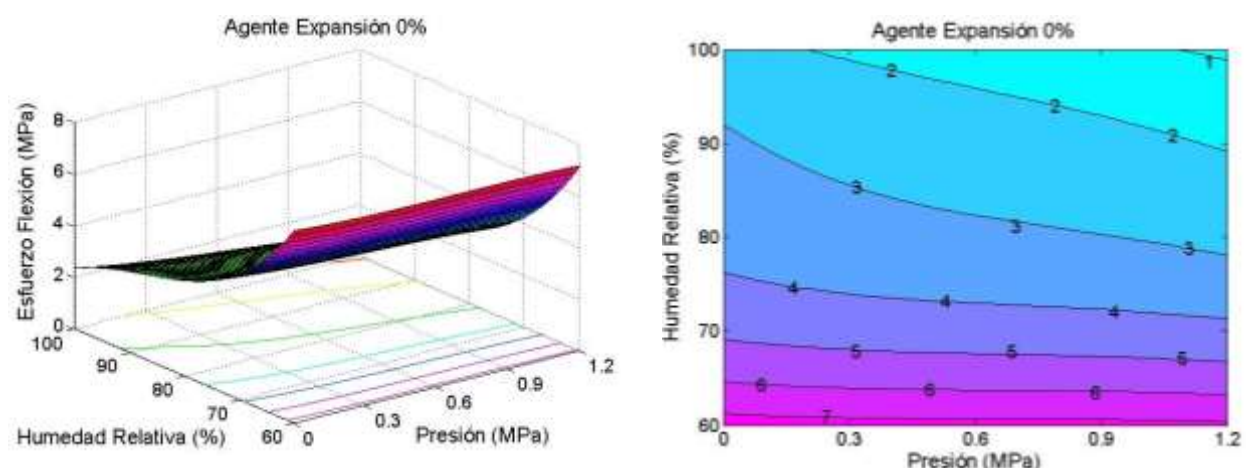 Agente Expansión 0%
Esfuerzo Flexión (MPa)
8
6
4
2
0
100
90
80
70
60
Humedad Relativa (%)
0
0.3
0.6
0.9
1.2
Presión (MPa)
Agente Expansión 0%
Humedad Relativa (%)
100
90
80
70
60
1
2 2 2
3 3 3
4 4 4
5 5 5
6 6 6
7
0 0.3 0.6 0.9 1.2
Presión (MPa)